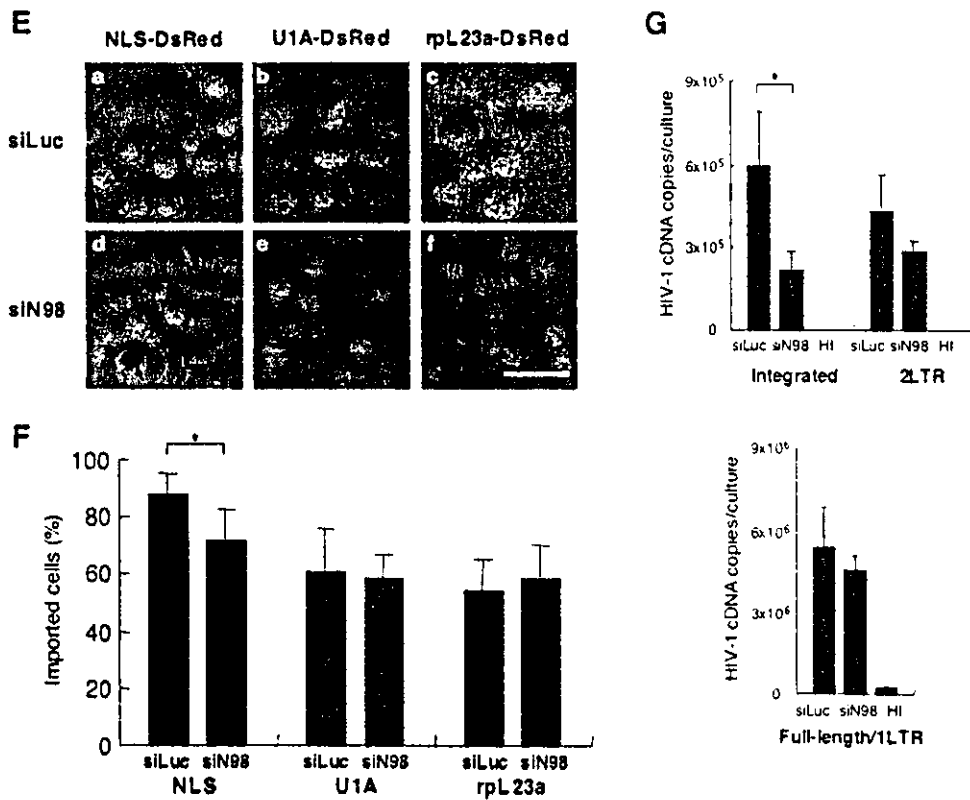 E
NLS-DsRed U1A-DsRed rpL23a-DsRed
siLuc
a b c
siN98
d e f
F
*
100
80
60
40
60
80
0
Imported cells (%)
siLuc siN98 siLuc siN98 siLuc siN98
NLS U1A rpL23a
G
*
9x10⁵
6x10⁵
3x10⁵
0
HIV-1 cDNA copies/culture
siLuc siN98 HI siLuc siN98 HI
Integrated 2LTR
9x10⁶
6x10⁶
3x10⁶
0
HIV-1 cDNA copies/culture
siLuc siN98 HI
Full-length/1LTR